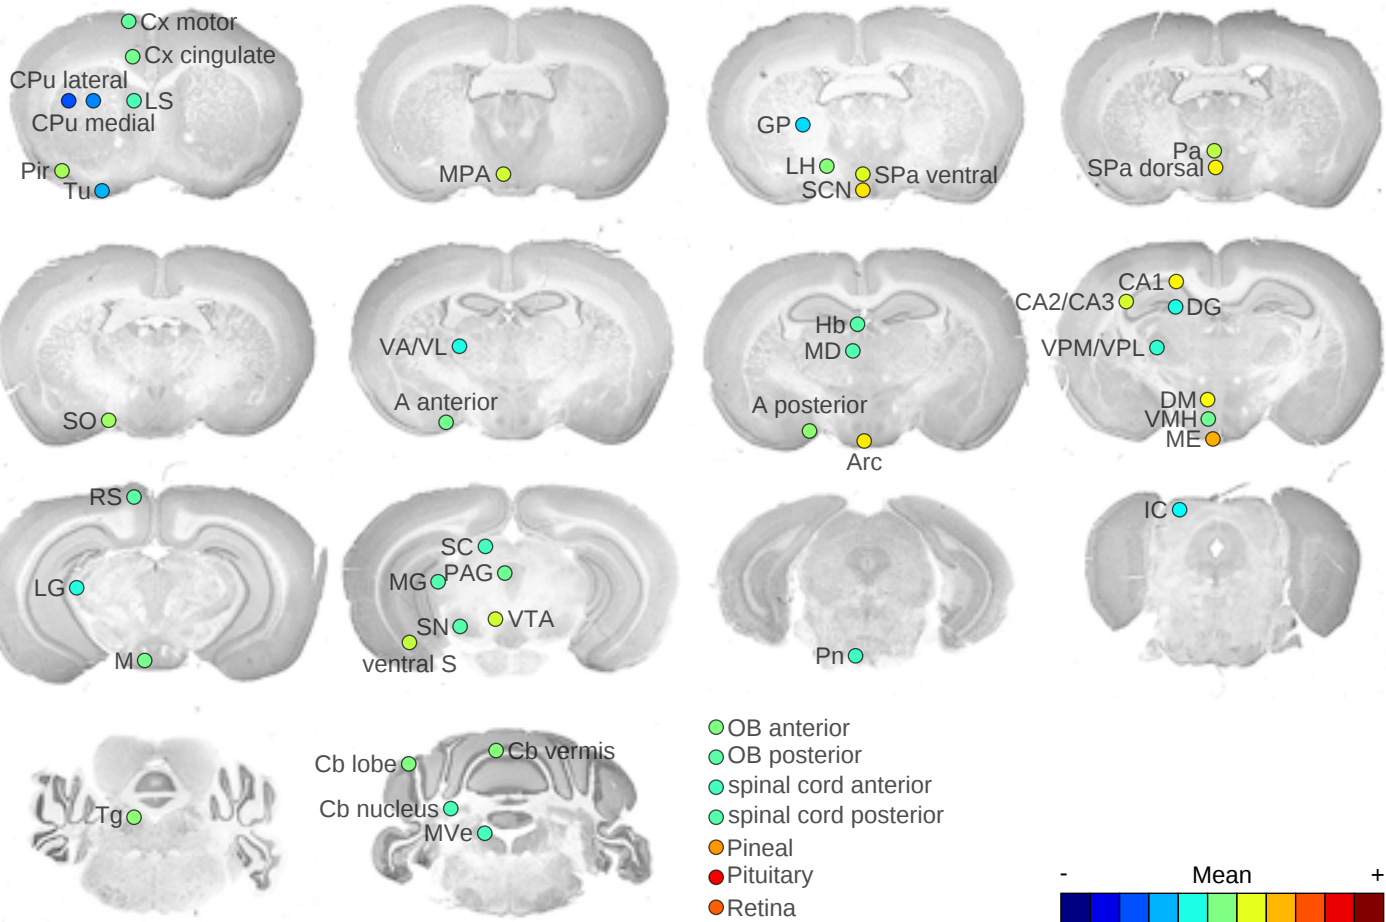 Cx motor
Cx cingulate
CPu lateral
LS
CPu medial
Pir
Tu
MPA
GP
LH
SPa ventral
SCN
Pa
SPa dorsal
SO
VA/VL
A anterior
Hb
MD
A posterior
Arc
CA1
CA2/CA3
DG
VPM/VPL
DM
VMH
ME
RS
LG
M
SC
MG
PAG
SN
VTA
ventral S
Pn
IC
Tg
Cb lobe
Cb vermis
Cb nucleus
MVe
OB anterior
OB posterior
spinal cord anterior
spinal cord posterior
Pineal
Pituitary
Retina
- Mean +